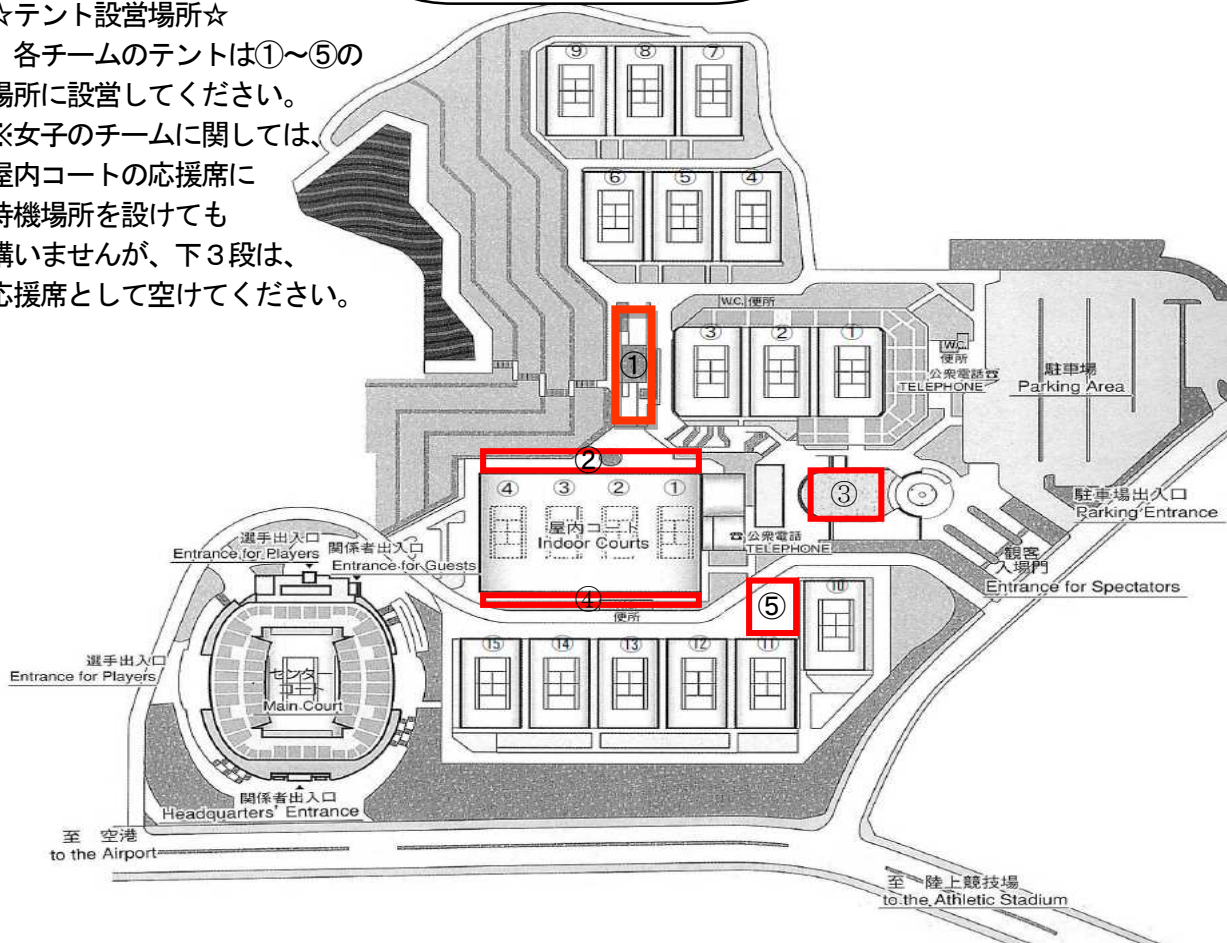 ☆テント設営場所☆
各チームのテントは①～⑤の
場所に設営してください。
※女子のチームに関しては、
屋内コートの応援席に
待機場所を設けても
構いませんが、下３段は、
応援席として空けてください。
⑨ ⑧ ⑦
⑥ ⑤ ④
W.C. 便所
③ ② ①
W.C.
便所
公衆電話☎
TELEPHONE
駐車場
Parking Area
①
②
③
④ ③ ② ①
屋内コート
Indoor Courts
☎公衆電話
TELEPHONE
駐車場出入口
Parking Entrance
観客
入場門
Entrance for Spectators
選手出入口
Entrance for Players
関係者出入口
Entrance for Guests
④
便所
⑤
⑩
⑮ ⑭ ⑬ ⑫ ⑪
選手出入口
Entrance for Players
センター
コート
Main Court
関係者出入口
Headquarters' Entrance
至 空港
to the Airport
至 陸上競技場
to the Athletic Stadium